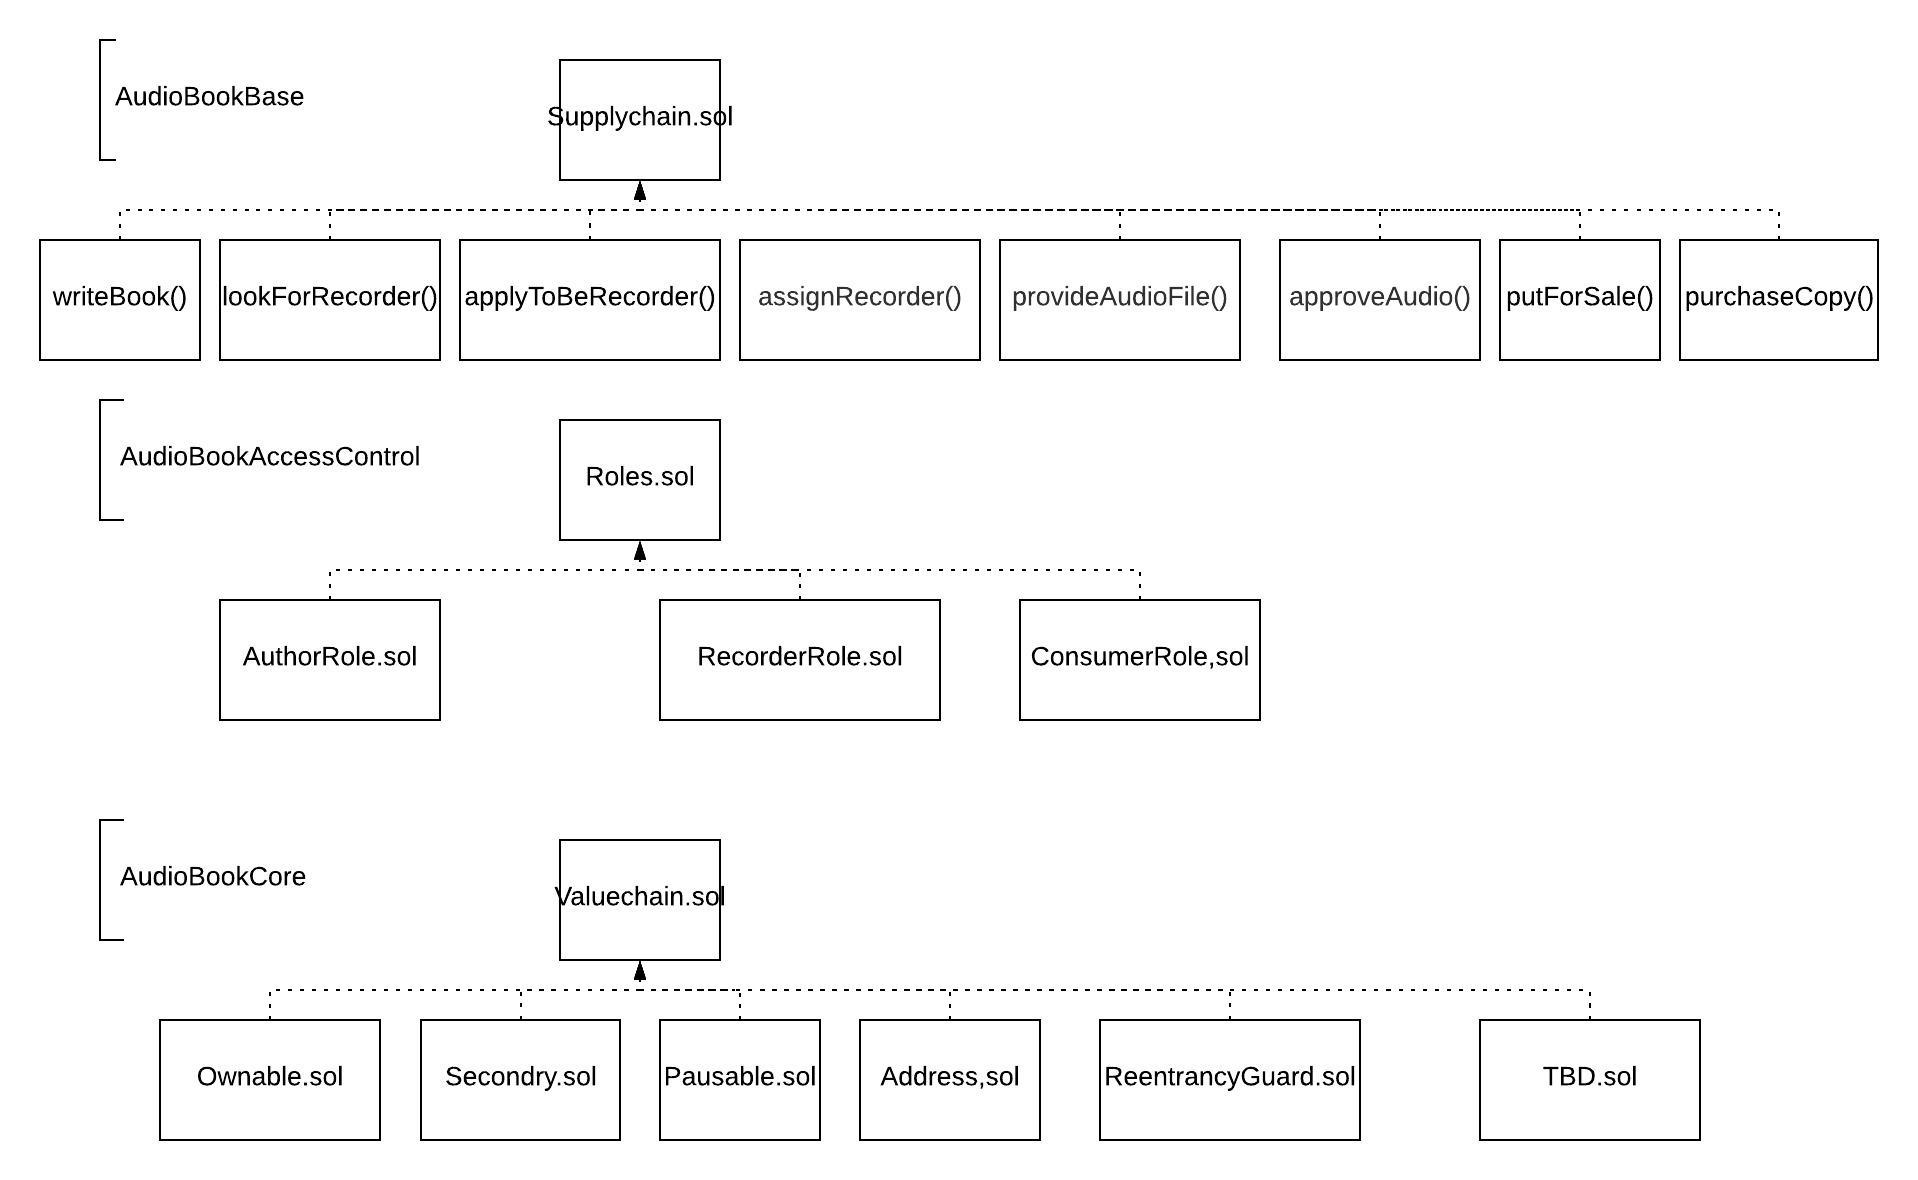 AudioBookBase
Supplychain.sol
writeBook()
lookForRecorder()
applyToBeRecorder()
assignRecorder()
provideAudioFile()
approveAudio()
putForSale()
purchaseCopy()
AudioBookAccessControl
Roles.sol
AuthorRole.sol
RecorderRole.sol
ConsumerRole,sol
AudioBookCore
Valuechain.sol
Ownable.sol
Secondry.sol
Pausable.sol
Address,sol
ReentrancyGuard.sol
TBD.sol